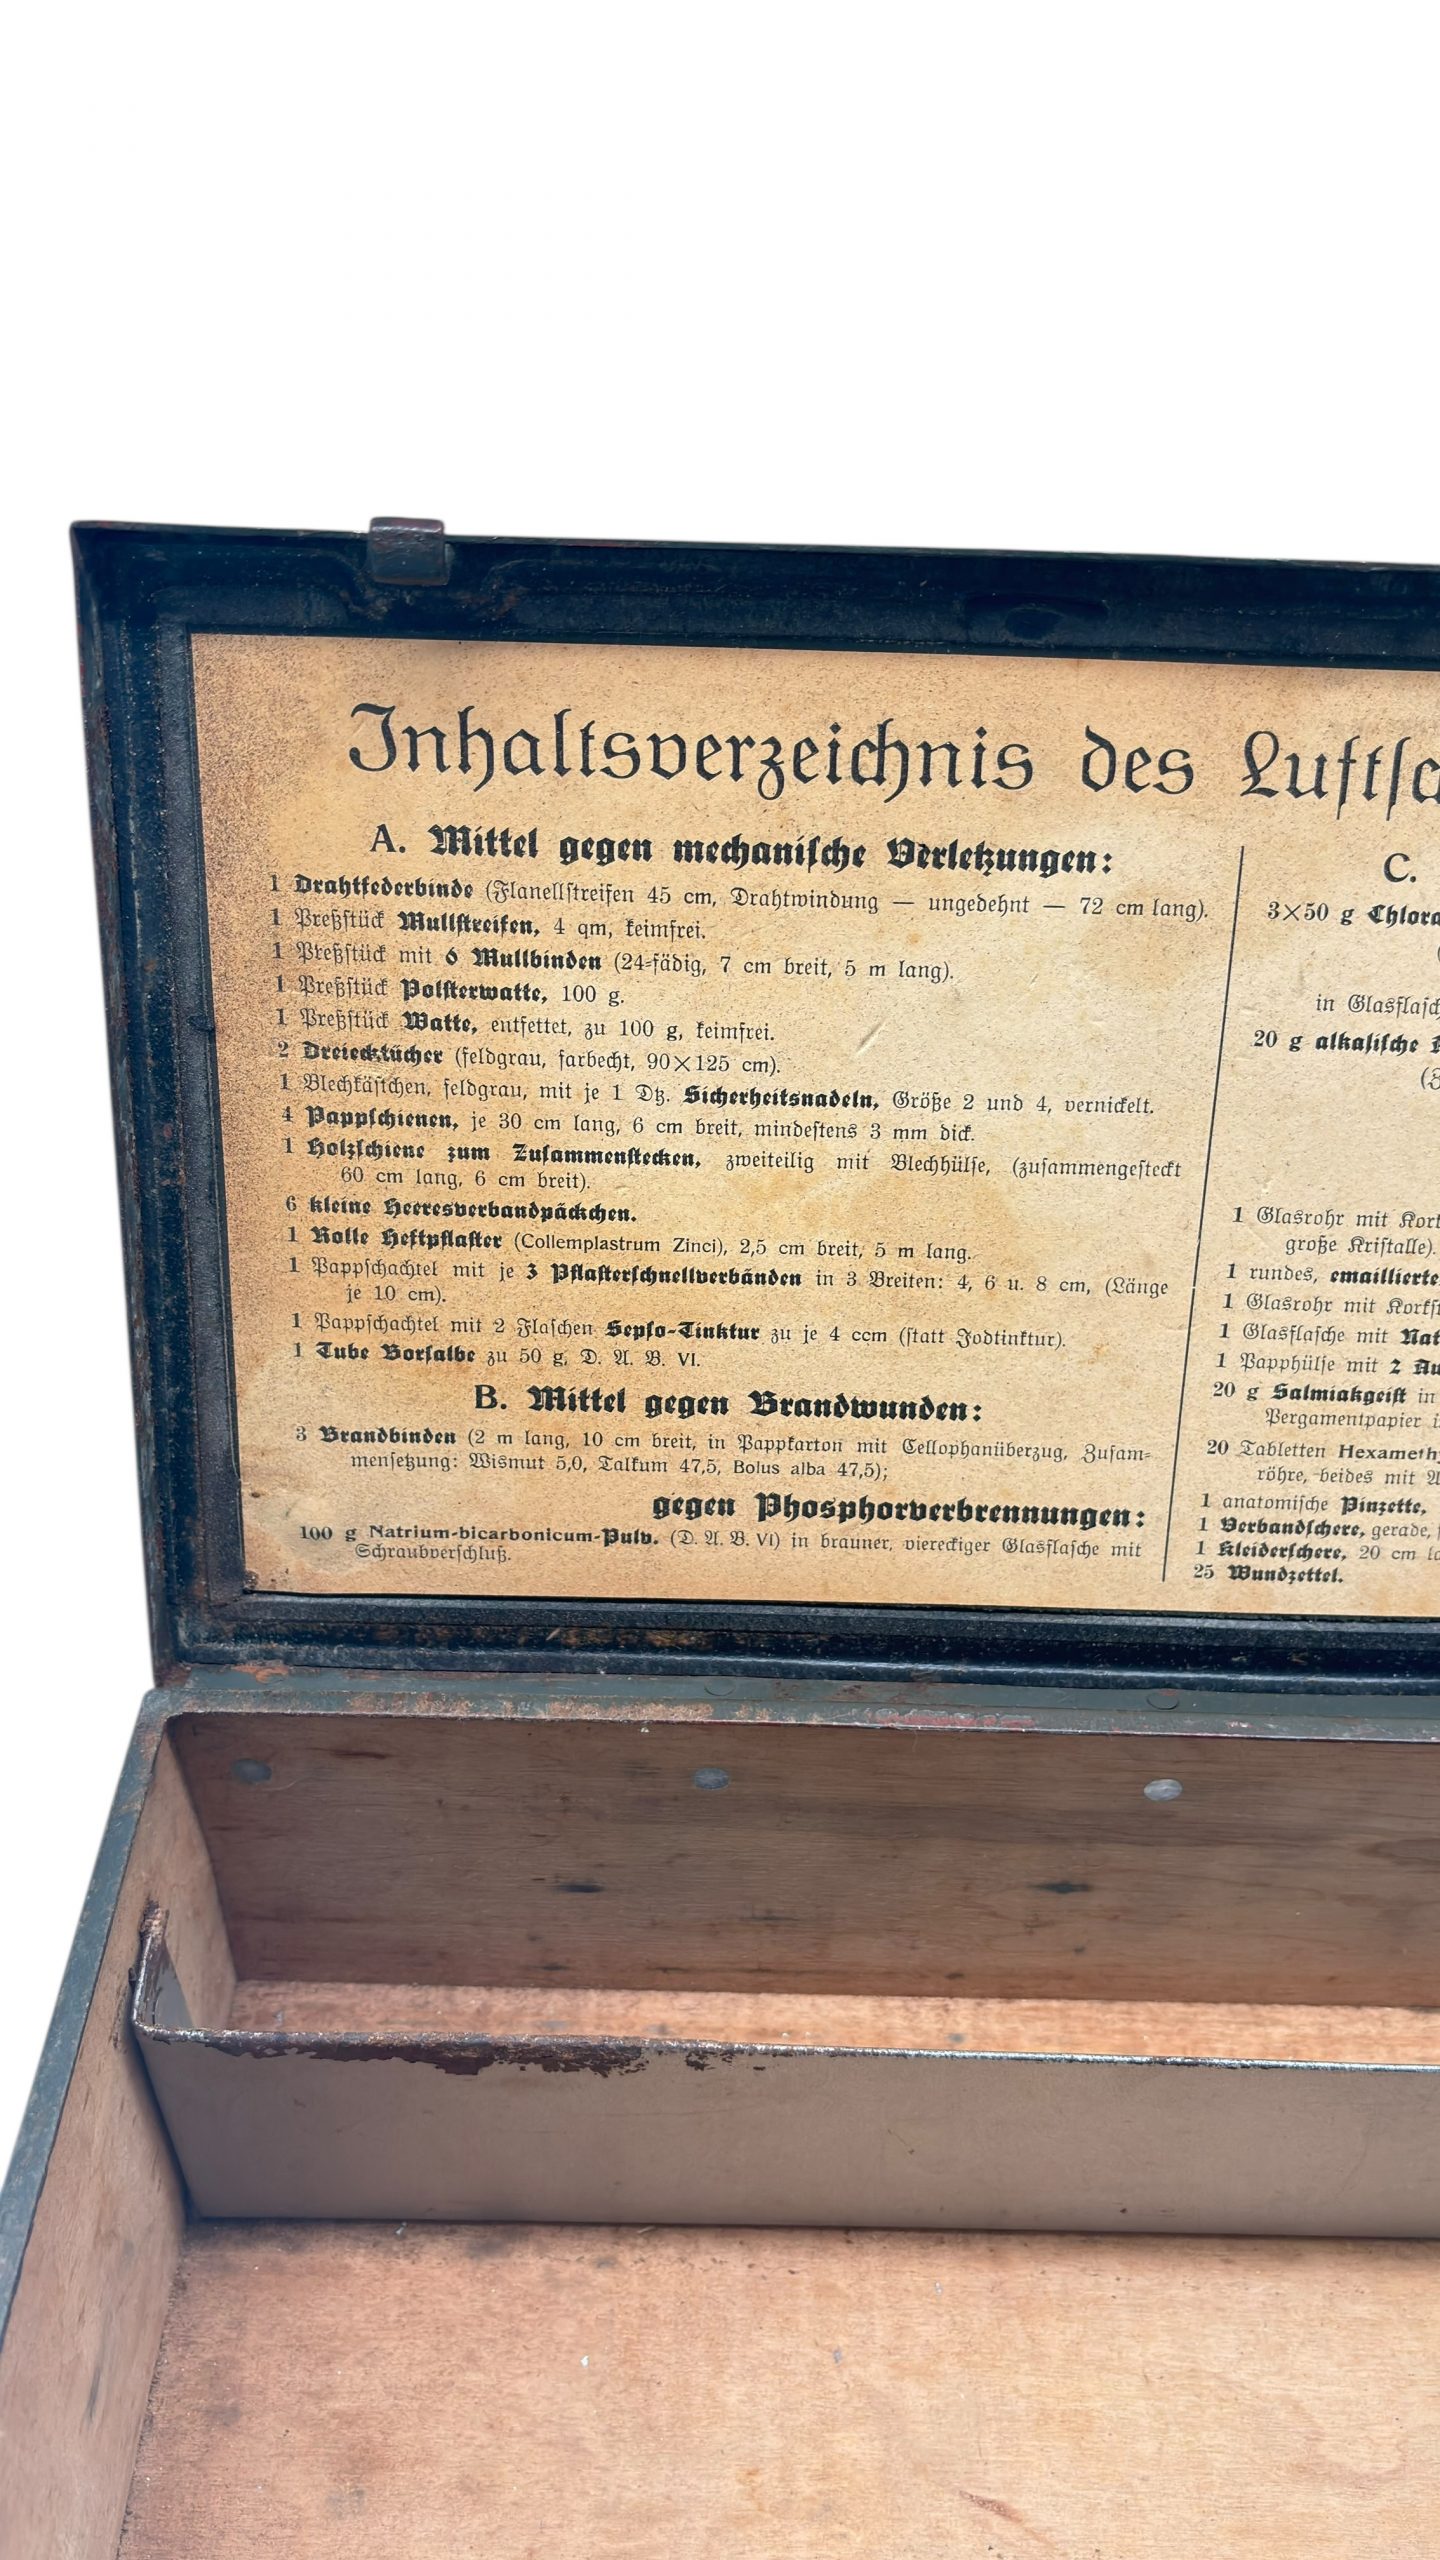 Inhaltsverzeichnis des
A. Mittel gegen mechanische Verletzungen:
1 Drahtfederbinde (Flanellstreifen 45 cm, Drahtwindung — ungedehnt — 72 cm lang).
1 Preßstück Mullstreifen, 4 qm, keimfrei.
1 Preßstück mit 6 Mullbinden (24=fädig, 7 cm breit, 5 m lang).
1 Preßstück Polsterwatte, 100 g.
1 Preßstück Watte, entfettet, zu 100 g, keimfrei.
2 Dreiecktücher (feldgrau, farbecht, 90×125 cm).
1 Blechkästchen, feldgrau, mit je 1 Dtz. Sicherheitsnadeln, Größe 2 und 4, vernickelt.
4 Pappschienen, je 30 cm lang, 6 cm breit, mindestens 3 mm dick.
1 Holzschiene zum Zusammenstecken, zweiteilig mit Blechhülse, (zusammengesteckt
60 cm lang, 6 cm breit).
6 kleine Heeresverbandpäckchen.
1 Rolle Heftpflaster (Collemplastrum Zinci), 2,5 cm breit, 5 m lang.
1 Pappschachtel mit je 3 Pflasterschnellverbänden in 3 Breiten: 4, 6 u. 8 cm, (Länge
je 10 cm).
1 Pappschachtel mit 2 Flaschen Sepso-Tinktur zu je 4 ccm (statt Jodtinktur).
1 Tube Borsalbe zu 50 g, D. A. B. VI.
B. Mittel gegen Brandwunden:
3 Brandbinden (2 m lang, 10 cm breit, in Pappkarton mit Cellophanüberzug, Zusam=
mensetzung: Wismut 5,0, Talkum 47,5, Bolus alba 47,5);
gegen Phosphorverbrennungen:
100 g Natrium-bicarbonicum-Pulv. (D. A. B. VI) in brauner, viereckiger Glasflasche mit
Schraubverschluß.
C.
3×50 g
in
20 g alkalische
1 Glasrohr mit
große Kristalle).
1 rundes,
1 Glasrohr mit
1 Glasflasche mit
1 Papphülse mit 2
20 g Salmiakgeist in
Pergamentpapier
20 Tabletten
röhre, beides mit
1 anatomische Pinzette,
1 Verbandschere, gerade,
1 Kleiderschere, 20 cm
25 Wundzettel.